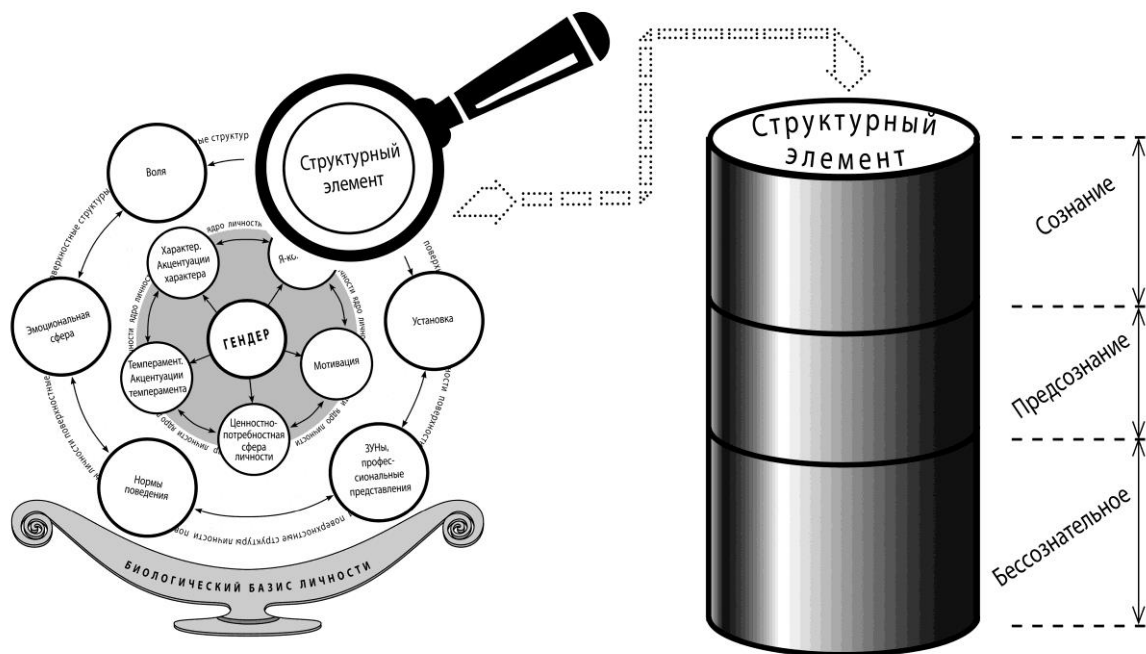 Структурный
элемент
Воля
Характер.
Акцентуации
характера
Эмоциональная
сфера
ГЕНДЕР
Установка
Темперамент.
Акцентуации
темперамента
Мотивация
Ценностно-
потребностная
сфера
личности
ЗУНы,
профес-
сиональные
представления
Нормы
поведения
ядро личность
поверхностные структуры личности
БИОЛОГИЧЕСКИЙ БАЗИС ЛИЧНОСТИ
Структурный
элемент
Сознание
Предсознание
Бессознательное